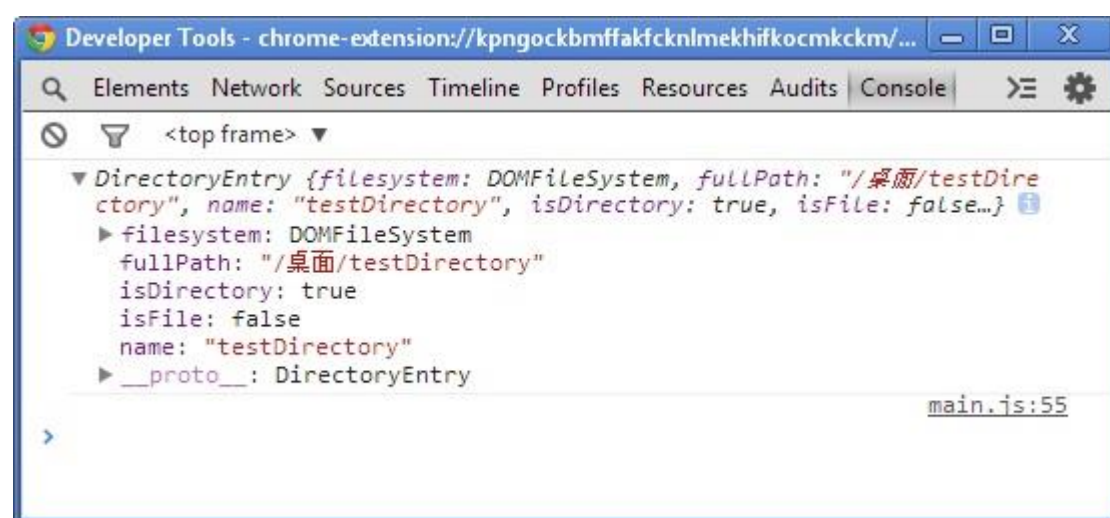 Developer Tools - chrome-extension://kpngockbmffakfcknlmekhifkocmkckm/...
Elements Network Sources Timeline Profiles Resources Audits Console
<top frame> ▼
▼ DirectoryEntry {filesystem: DOMFileSystem, fullPath: "/桌面/testDire
ctory", name: "testDirectory", isDirectory: true, isFile: false…}
▶ filesystem: DOMFileSystem
fullPath: "/桌面/testDirectory"
isDirectory: true
isFile: false
name: "testDirectory"
▶ __proto__: DirectoryEntry
main.js:55
>